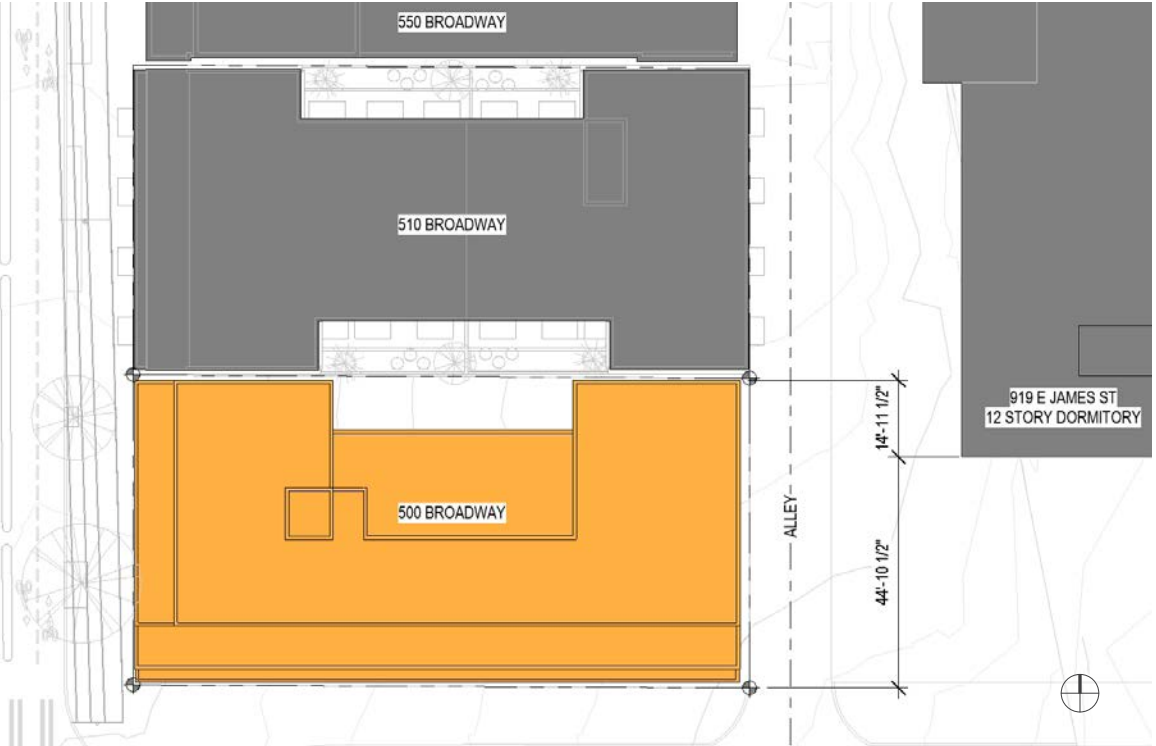 550 BROADWAY
510 BROADWAY
14'-11 1/2"
919 E JAMES ST
12 STORY DORMITORY
500 BROADWAY
ALLEY
44'-10 1/2"